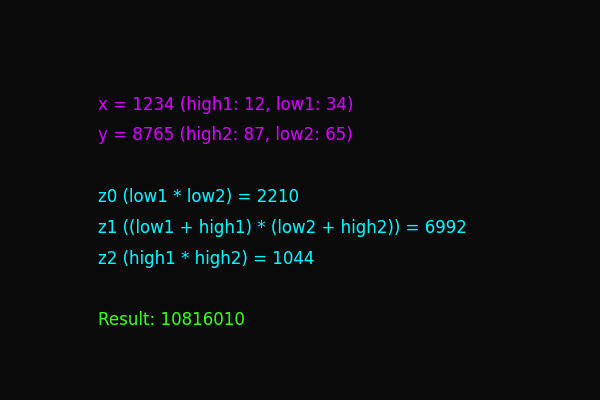 x = 1234 (high1: 12, low1: 34)
y = 8765 (high2: 87, low2: 65)
z0 (low1 * low2) = 2210
z1 ((low1 + high1) * (low2 + high2)) = 6992
z2 (high1 * high2) = 1044
Result: 10816010